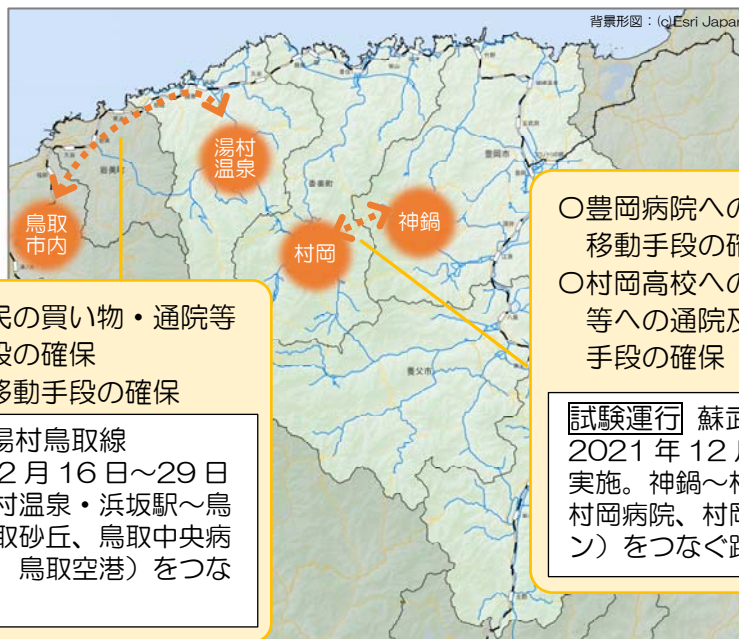 背景形図：(c)Esri Japan
湯村
温泉
鳥取
市内
村岡
神鍋
豊岡市
香美町
岩美町
養父市
民の買い物・通院等
段の確保
移動手段の確保
湯村鳥取線
2月16日～29日
村温泉・浜坂駅～鳥
取砂丘、鳥取中央病
鳥取空港）をつな
〇豊岡病院への
移動手段の確
〇村岡高校への
等への通院及
手段の確保
試験運行 蘇武
2021年12月
実施。神鍋～村
村岡病院、村岡
ン）をつなぐ路